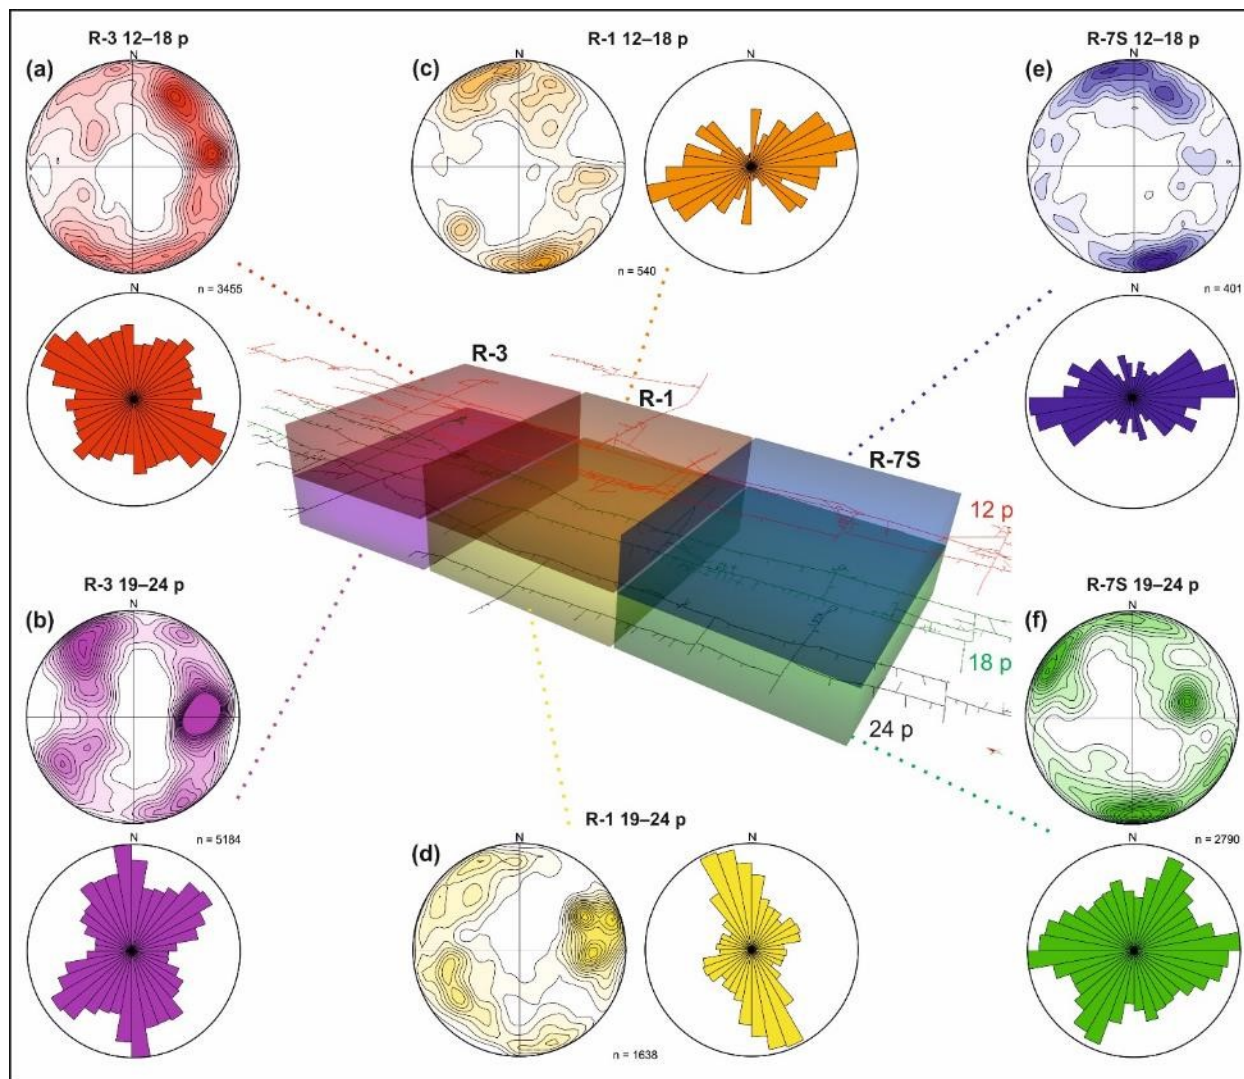 R-3 12–18 p
(a)
N
n = 3455
N
R-1 12–18 p
(c)
N
N
n = 540
R-7S 12–18 p
(e)
N
n = 401
N
R-3
R-1
R-7S
12 p
18 p
24 p
R-3 19–24 p
(b)
N
n = 5184
N
R-1 19–24 p
(d)
N
N
n = 1638
R-7S 19–24 p
(f)
N
n = 2790
N